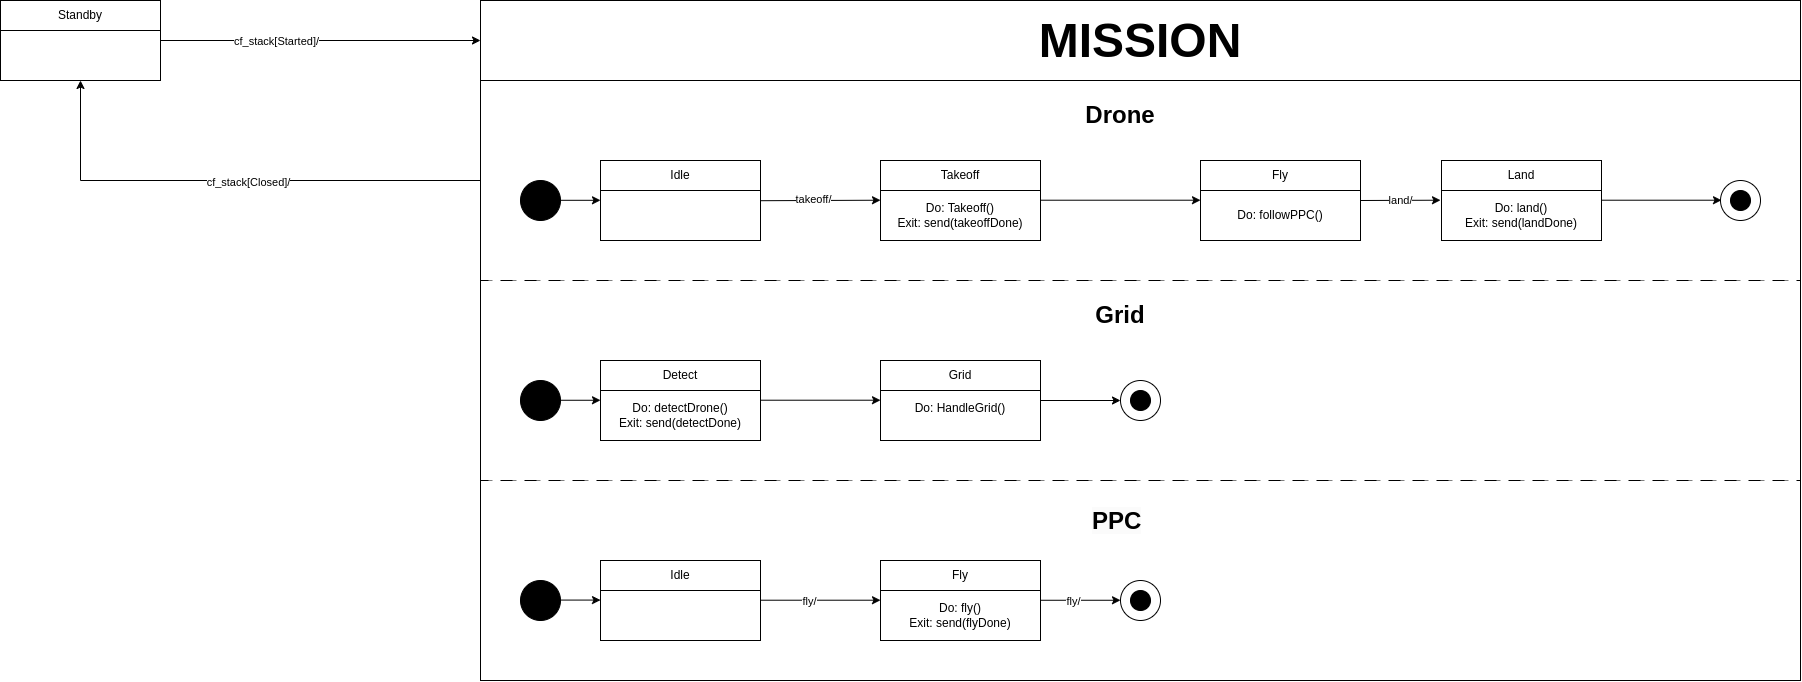 Standby
cf_stack[Started]/
cf_stack[Closed]/
MISSION
Drone
Idle
takeoff/
Takeoff
Do: Takeoff()
Exit: send(takeoffDone)
Fly
Do: followPPC()
land/
Land
Do: land()
Exit: send(landDone)
Grid
Detect
Do: detectDrone()
Exit: send(detectDone)
Grid
Do: HandleGrid()
PPC
Idle
fly/
Fly
Do: fly()
Exit: send(flyDone)
fly/